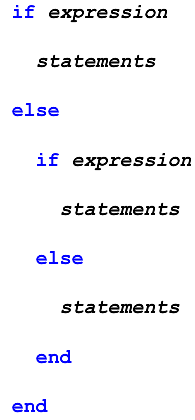 if expression
statements
else
if expression
statements
else
statements
end
end